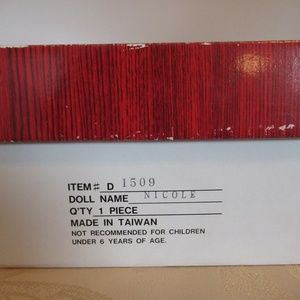 ITEM# D 1509
DOLL NAME NICOLE
Q'TY 1 PIECE
MADE IN TAIWAN
NOT RECOMMENDED FOR CHILDREN
UNDER 6 YEARS OF AGE.